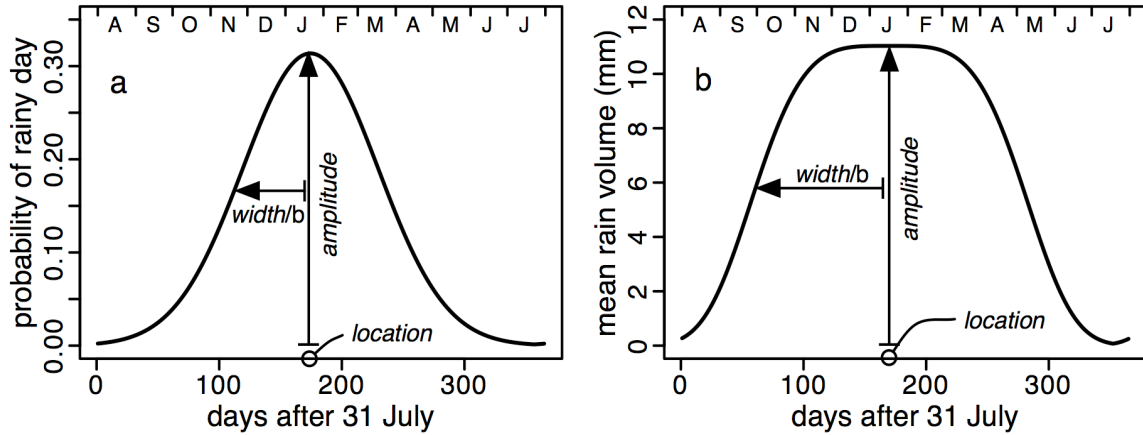 A S O N D J F M A M J J
a
probability of rainy day
0.00 0.10 0.20 0.30
width/b
amplitude
location
0 100 200 300
days after 31 July
A S O N D J F M A M J J
b
mean rain volume (mm)
0 2 4 6 8 10 12
width/b
amplitude
location
0 100 200 300
days after 31 July